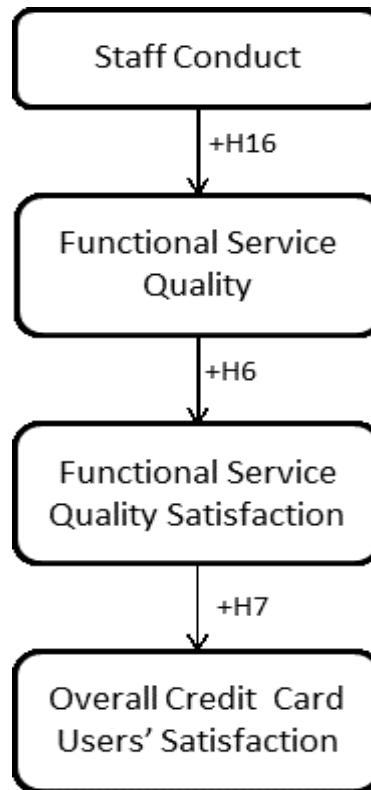 Staff Conduct
+H16
Functional Service
Quality
+H6
Functional Service
Quality Satisfaction
+H7
Overall Credit Card
Users’ Satisfaction